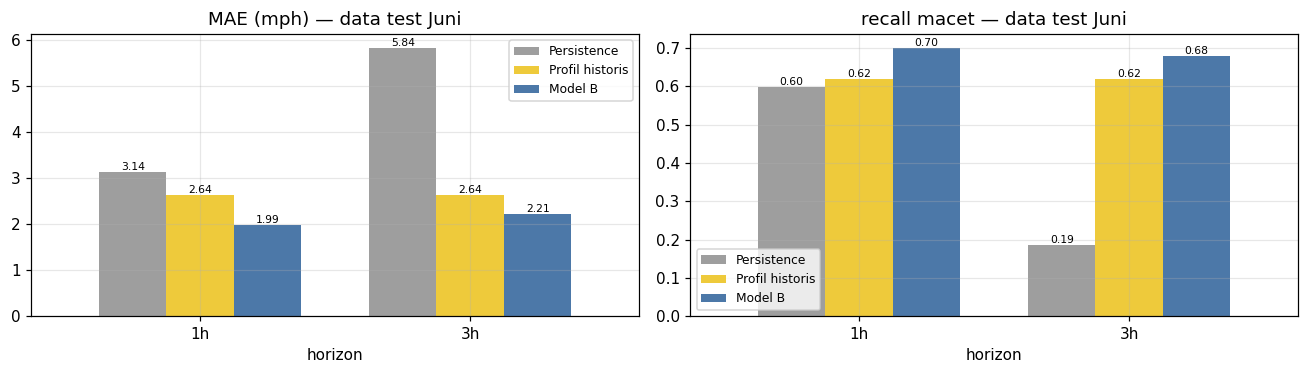 MAE (mph) — data test Juni
6
5
4
3
2
1
0
3.14
2.64
1.99
5.84
2.64
2.21
Persistence
Profil historis
Model B
1h
3h
horizon
recall macet — data test Juni
0.7
0.6
0.5
0.4
0.3
0.2
0.1
0.0
0.60
0.62
0.70
0.19
0.62
0.68
Persistence
Profil historis
Model B
1h
3h
horizon